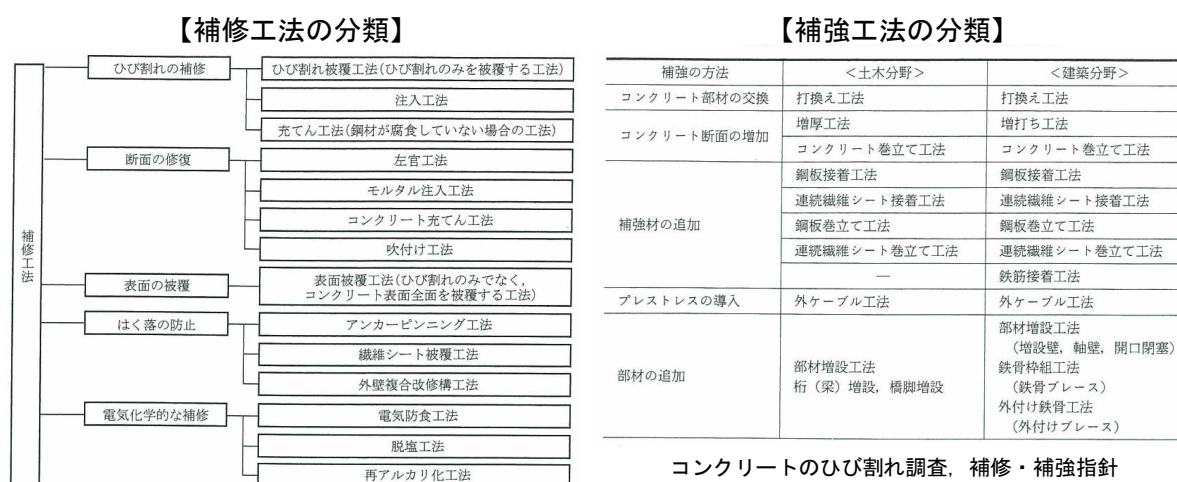 【補修工法の分類】
補修工法
ひび割れの補修
ひび割れ被覆工法(ひび割れのみを被覆する工法)
注入工法
充てん工法(鋼材が腐食していない場合の工法)
断面の修復
左官工法
モルタル注入工法
コンクリート充てん工法
吹付け工法
表面の被覆
表面被覆工法(ひび割れのみでなく,
コンクリート表面全面を被覆する工法)
はく落の防止
アンカーピンニング工法
繊維シート被覆工法
外壁複合改修構工法
電気化学的な補修
電気防食工法
脱塩工法
再アルカリ化工法
【補強工法の分類】
補強の方法 <土木分野> <建築分野>
コンクリート部材の交換 打換え工法 打換え工法
コンクリート断面の増加 増厚工法 増打ち工法
コンクリート巻立て工法 コンクリート巻立て工法
補強材の追加 鋼板接着工法 鋼板接着工法
連続繊維シート接着工法 連続繊維シート接着工法
鋼板巻立て工法 鋼板巻立て工法
連続繊維シート巻立て工法 連続繊維シート巻立て工法
― 鉄筋接着工法
プレストレスの導入 外ケーブル工法 外ケーブル工法
部材の追加
部材増設工法
桁(梁)増設,橋脚増設
部材増設工法
(増設壁,軸壁,開口閉塞)
鉄骨枠組工法
(鉄骨ブレース)
外付け鉄骨工法
(外付けブレース)
コンクリートのひび割れ調査,補修・補強指針